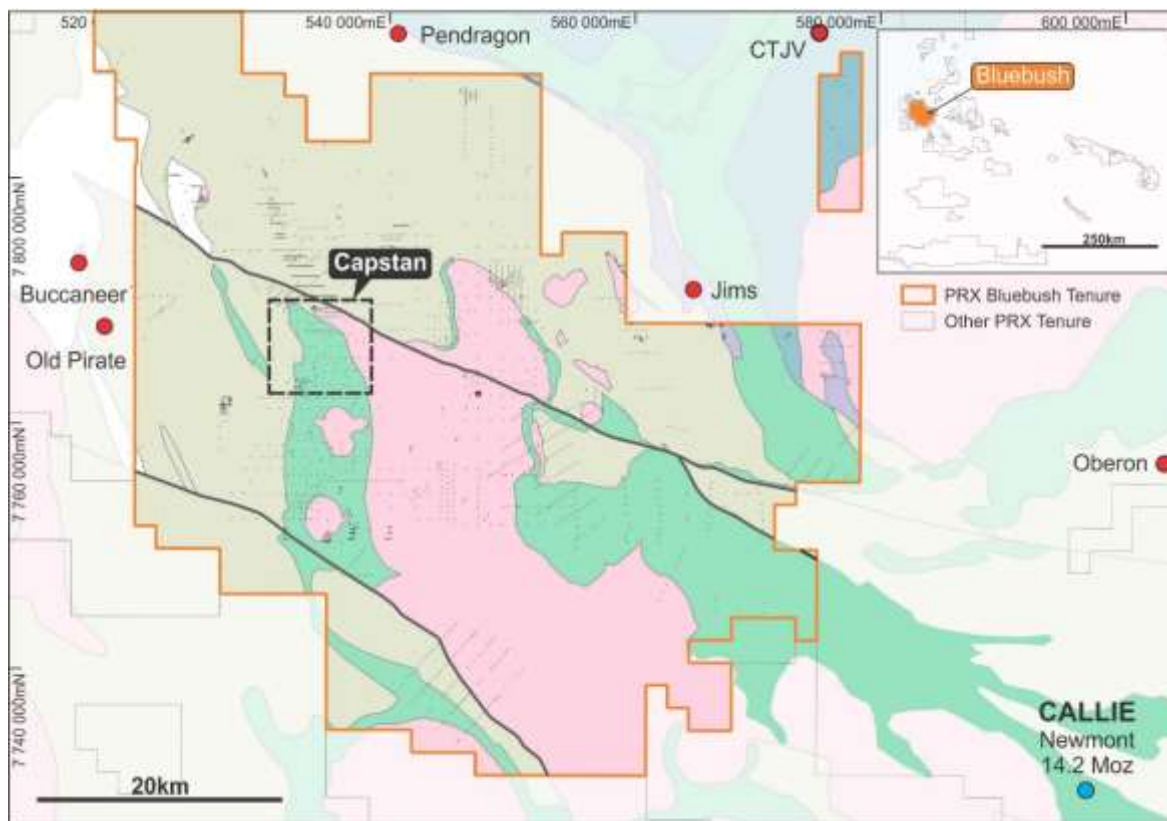 520
540 000mE
560 000mE
580 000mE
600 000mE
Pendragon
CTJV
Bluebush
250km
7 800 000mN
Capstan
Buccaneer
Old Pirate
Jims
PRX Bluebush Tenure
Other PRX Tenure
7 760 000mN
Oberon
7 740 000mN
CALLIE
Newmont
14.2 Moz
20km